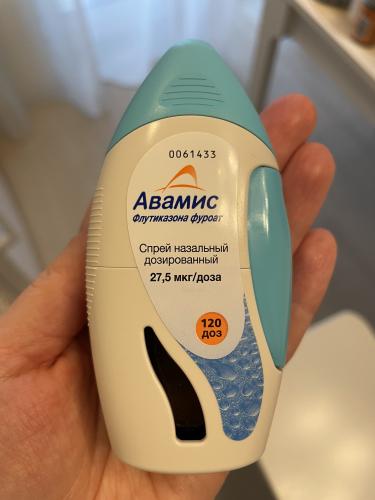 0061433
Авамис
Флутиказона фуроат
Спрей назальный
дозированный
27,5 мкг/доза
120
доз